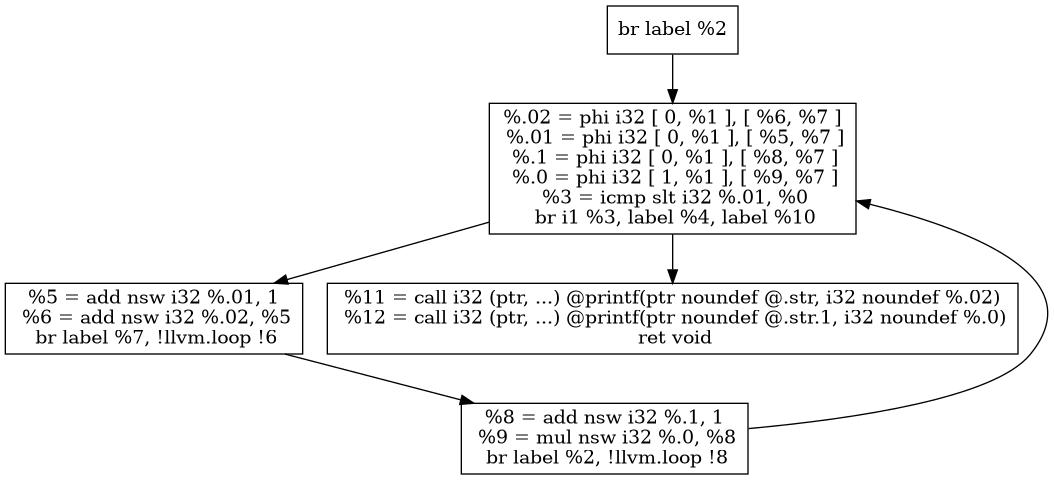 br label %2
%.02 = phi i32 [ 0, %1 ], [ %6, %7 ]
%.01 = phi i32 [ 0, %1 ], [ %5, %7 ]
%.1 = phi i32 [ 0, %1 ], [ %8, %7 ]
%.0 = phi i32 [ 1, %1 ], [ %9, %7 ]
%3 = icmp slt i32 %.01, %0
br i1 %3, label %4, label %10
%5 = add nsw i32 %.01, 1
%6 = add nsw i32 %.02, %5
br label %7, !llvm.loop !6
%11 = call i32 (ptr, ...) @printf(ptr noundef @.str, i32 noundef %.02)
%12 = call i32 (ptr, ...) @printf(ptr noundef @.str.1, i32 noundef %.0)
ret void
%8 = add nsw i32 %.1, 1
%9 = mul nsw i32 %.0, %8
br label %2, !llvm.loop !8